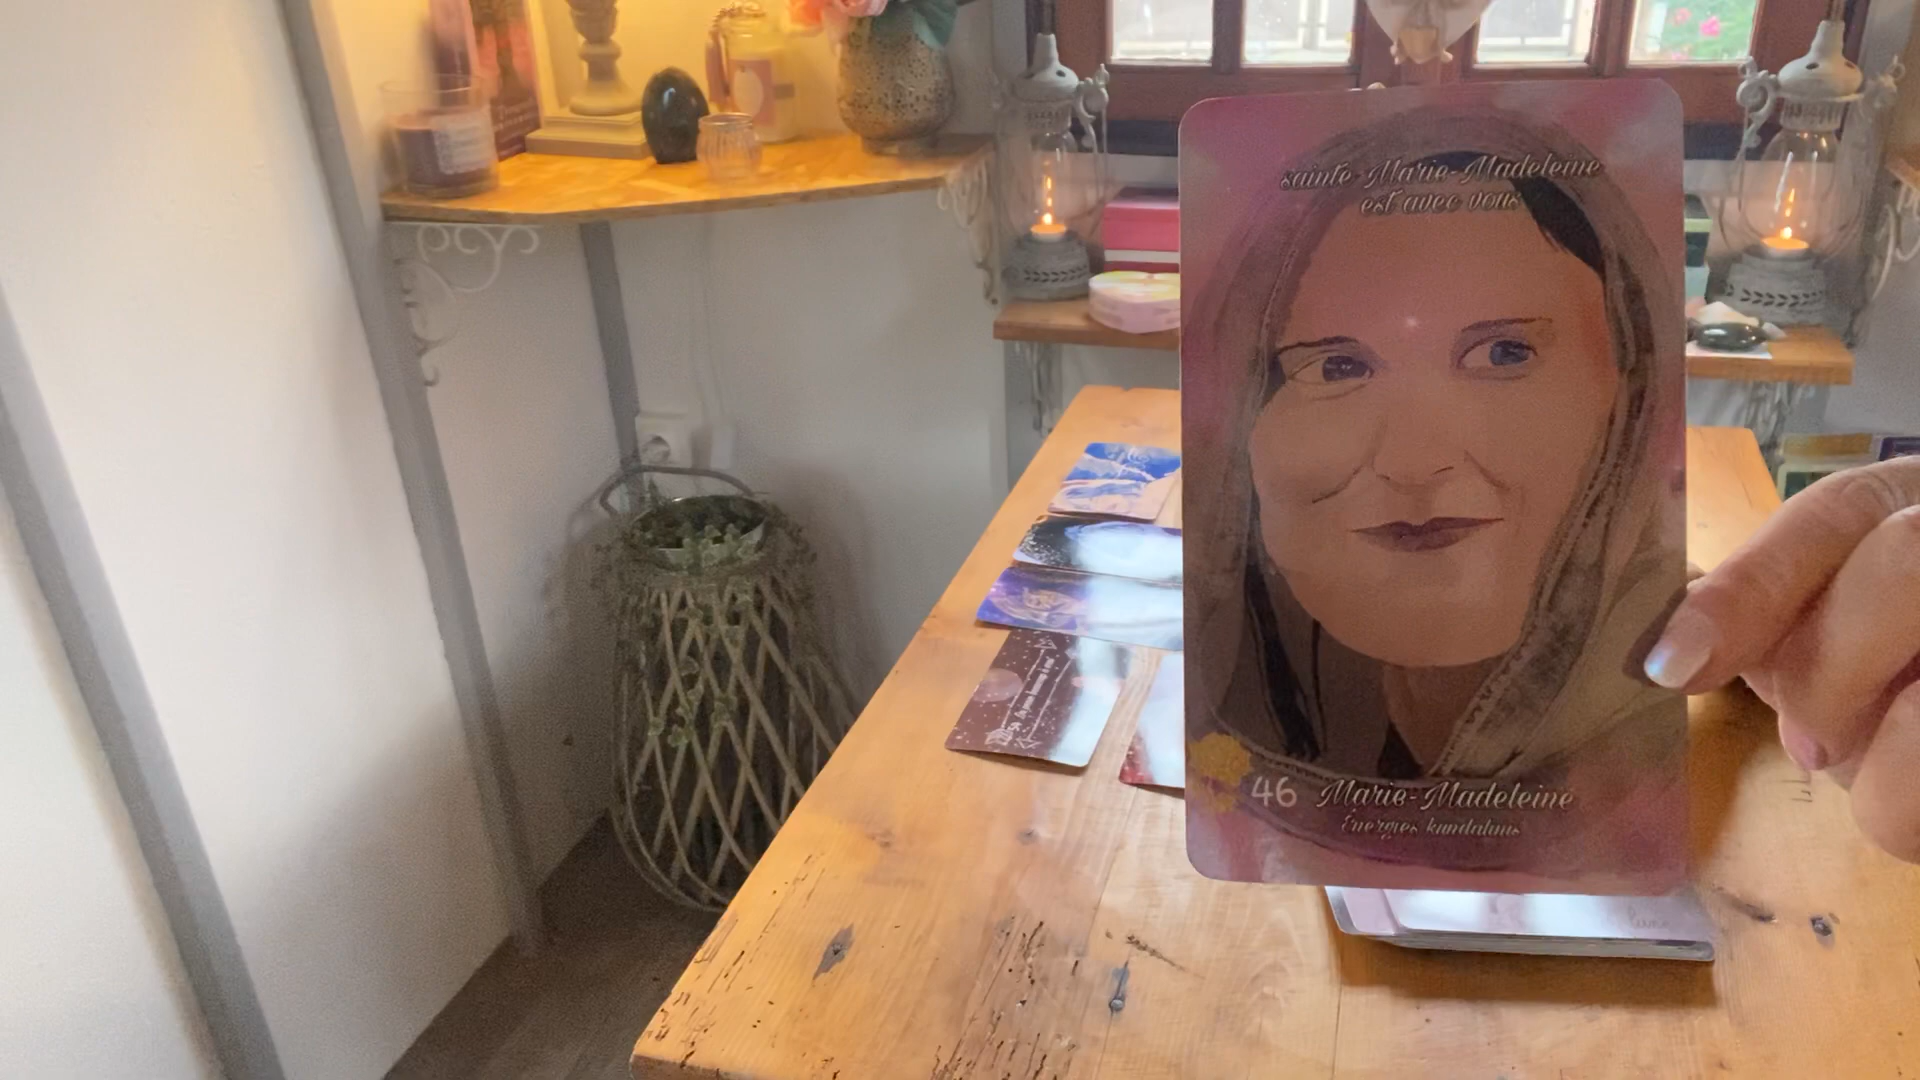 sainte-Marie-Madeleine
est avec vous
46 Marie-Madeleine
Énergies kundalinis